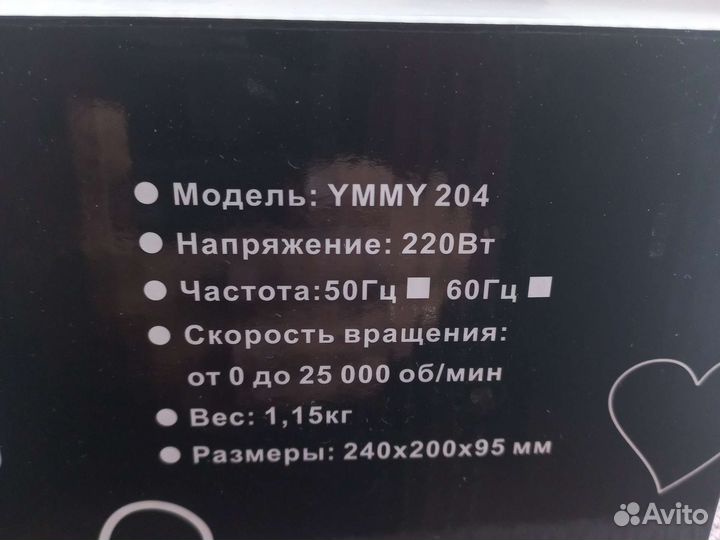 Модель: YMMY 204
Напряжение: 220Вт
Частота:50Гц 60Гц
Скорость вращения:
от 0 до 25 000 об/мин
Вес: 1,15кг
Размеры: 240х200х95 мм
Avito